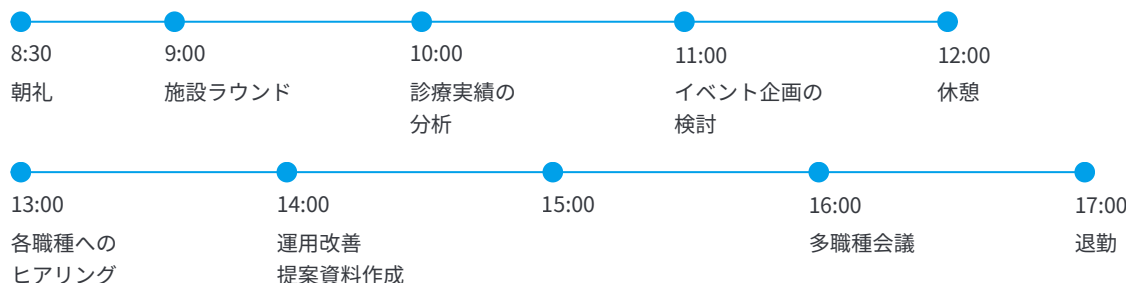 8:30 9:00 10:00 11:00 12:00
朝礼 施設ラウンド 診療実績の イベント企画の 休憩
分析 検討
13:00 14:00 15:00 16:00 17:00
各職種への 運用改善 多職種会議 退勤
ヒアリング 提案資料作成